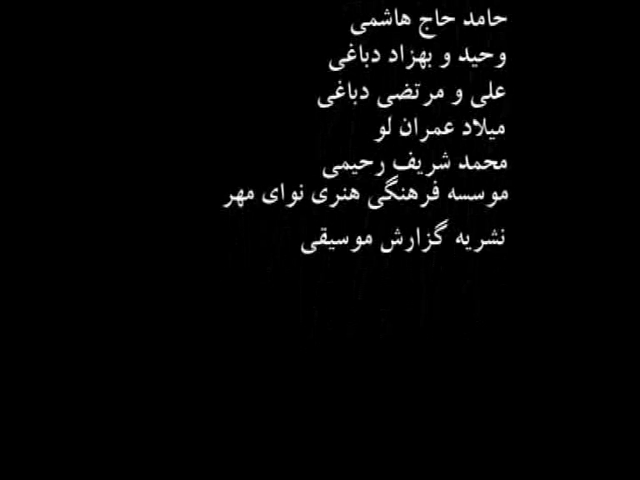 حامد حاج هاشمی
وحید و بهزاد دباغی
علی و مرتضی دباغی
میلاد عمران لو
محمد شریف رحیمی
موسسه فرهنگی هنری نوای مهر
نشریه گزارش موسیقی